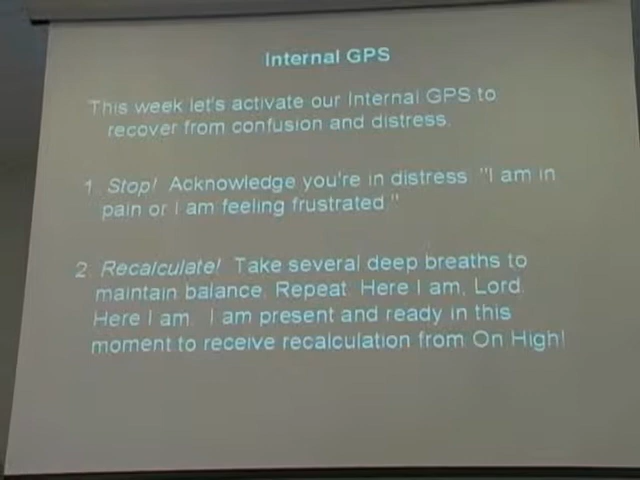 Internal GPS
This week let's activate our Internal GPS to
recover from confusion and distress.
1. Stop! Acknowledge you're in distress "I am in
pain or I am feeling frustrated."
2. Recalculate! Take several deep breaths to
maintain balance. Repeat: Here I am, Lord.
Here I am. I am present and ready in this
moment to receive recalculation from On High!